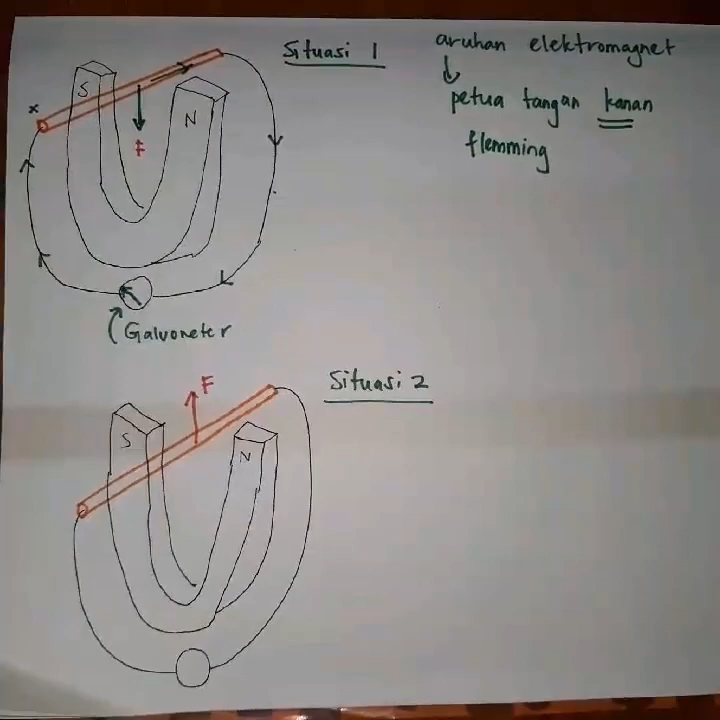 Situasi 1
aruhan elektromagnet
petua tangan kanan
flemming
S
x
N
F
Galvoneter
Situasi 2
F
S
N